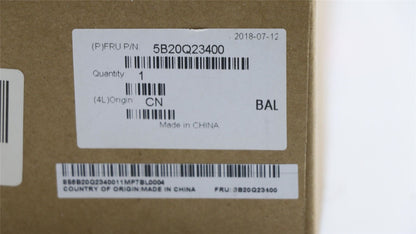 2018-07-12
(P)FRU P/N 5B20Q23400
Quantity 1
(4L)Origin CN
BAL
Made in CHINA
8S5B20Q2340011MPTBL0004
COUNTRY OF ORIGIN:MADE IN CHINA FRU:5B20Q23400